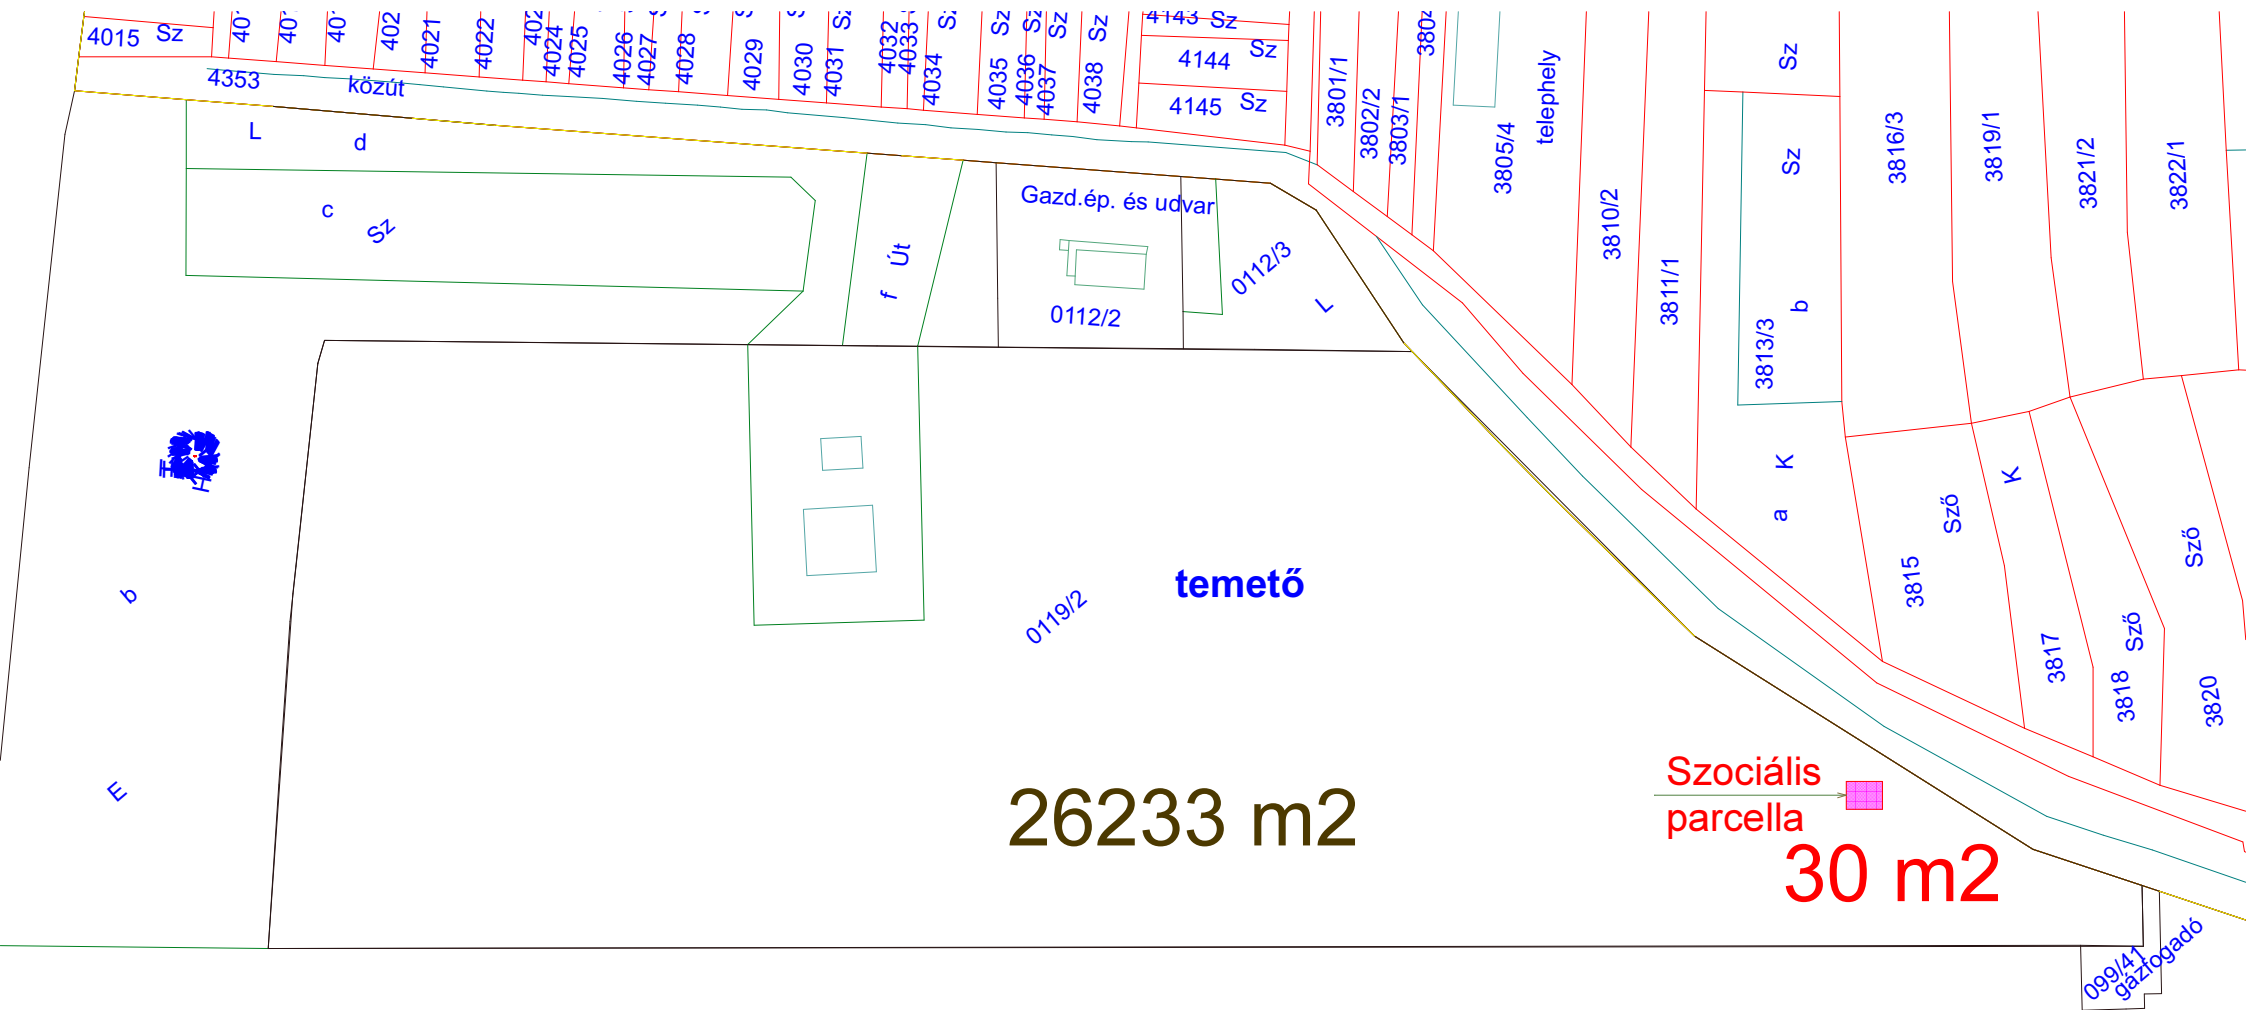 4015 Sz
4021
4022
4024
4025
4026
4027
4028
4029
4030
4031
4032
4033
4034
4035 Sz
4036 Sz
4037 Sz
4038 Sz
4143 Sz
4144 Sz
4145 Sz
4353 közút
3801/1
3802/2
3803/1
3805/4
telephely
3810/2
3811/1
Sz
Sz
b
3813/3
3816/3
3819/1
3821/2
3822/1
L
d
c
Sz
f Út
Gazd.ép. és udvar
0112/2
0112/3
L
K
a
3815
Sző
K
3817
3818
Sző
3820
Sző
b
E
0119/2
temető
26233 m2
Szociális
parcella
30 m2
099/41
gázfogadó